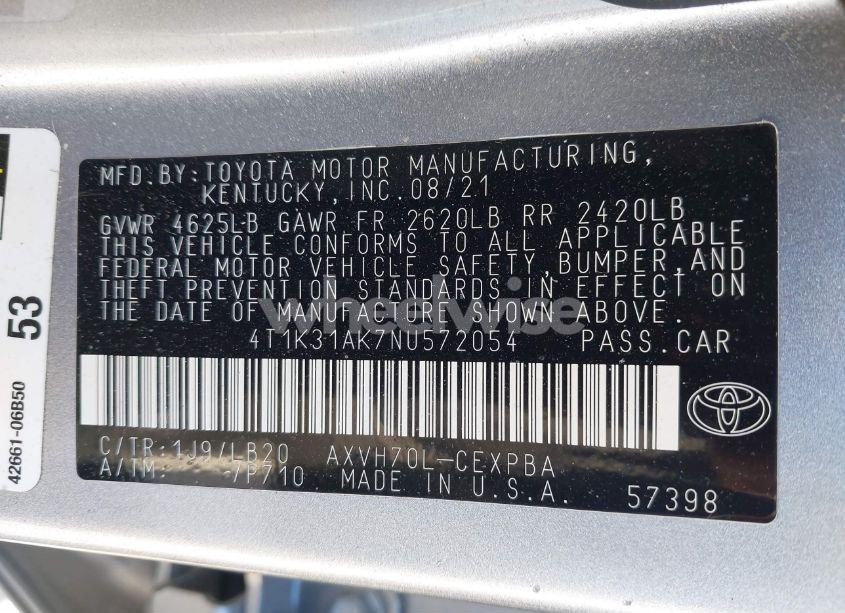 MFD.BY:TOYOTA MOTOR MANUFACTURING,
KENTUCKY,INC.08/21
GVWR 4625LB GAWR FR 2620LB RR 2420LB
THIS VEHICLE CONFORMS TO ALL APPLICABLE
FEDERAL MOTOR VEHICLE SAFETY,BUMPER,AND
THEFT PREVENTION STANDARDS IN EFFECT ON
THE DATE OF MANUFACTURE SHOWN ABOVE.
wheelwise
4T1K31AK7NU572054 PASS.CAR
C/TR:1J9/LB20 AXVH70L-CEXPBA
A/TM: -/P710 MADE IN U.S.A. 57398
53
42661-06B50